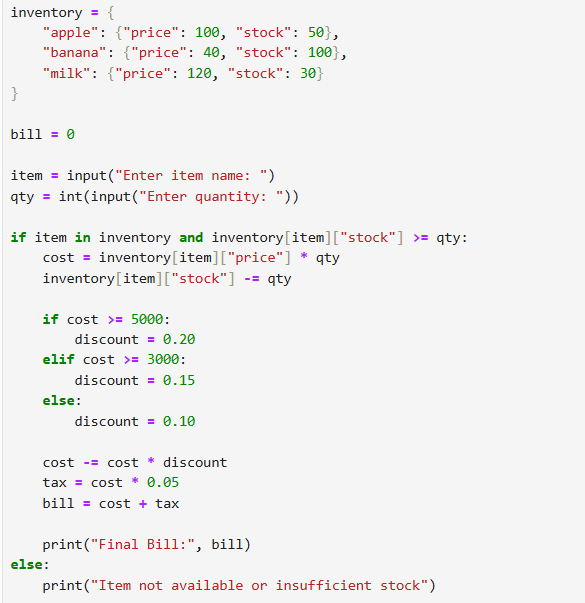 inventory = {
    "apple": {"price": 100, "stock": 50},
    "banana": {"price": 40, "stock": 100},
    "milk": {"price": 120, "stock": 30}
}

bill = 0

item = input("Enter item name: ")
qty = int(input("Enter quantity: "))

if item in inventory and inventory[item]["stock"] >= qty:
    cost = inventory[item]["price"] * qty
    inventory[item]["stock"] -= qty

    if cost >= 5000:
        discount = 0.20
    elif cost >= 3000:
        discount = 0.15
    else:
        discount = 0.10

    cost -= cost * discount
    tax = cost * 0.05
    bill = cost + tax

    print("Final Bill:", bill)
else:
    print("Item not available or insufficient stock")